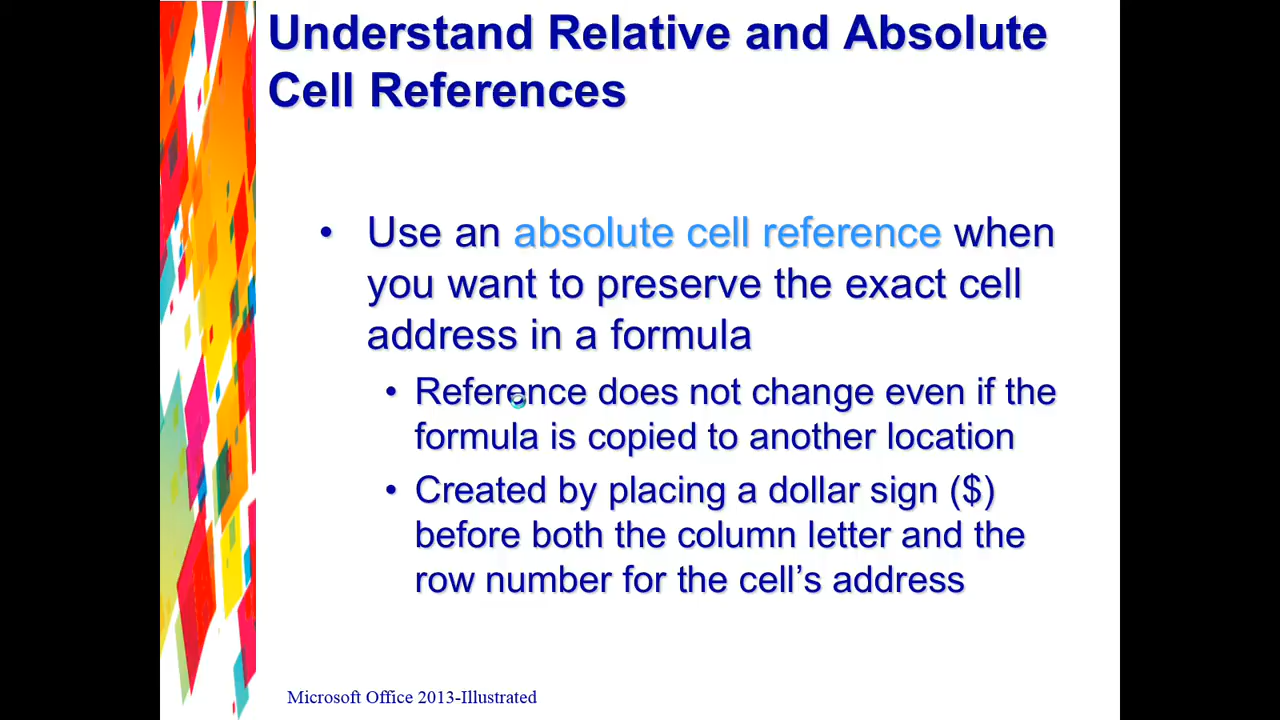 Understand Relative and Absolute
Cell References
• Use an absolute cell reference when
you want to preserve the exact cell
address in a formula
• Reference does not change even if the
formula is copied to another location
• Created by placing a dollar sign ($)
before both the column letter and the
row number for the cell’s address
Microsoft Office 2013-Illustrated